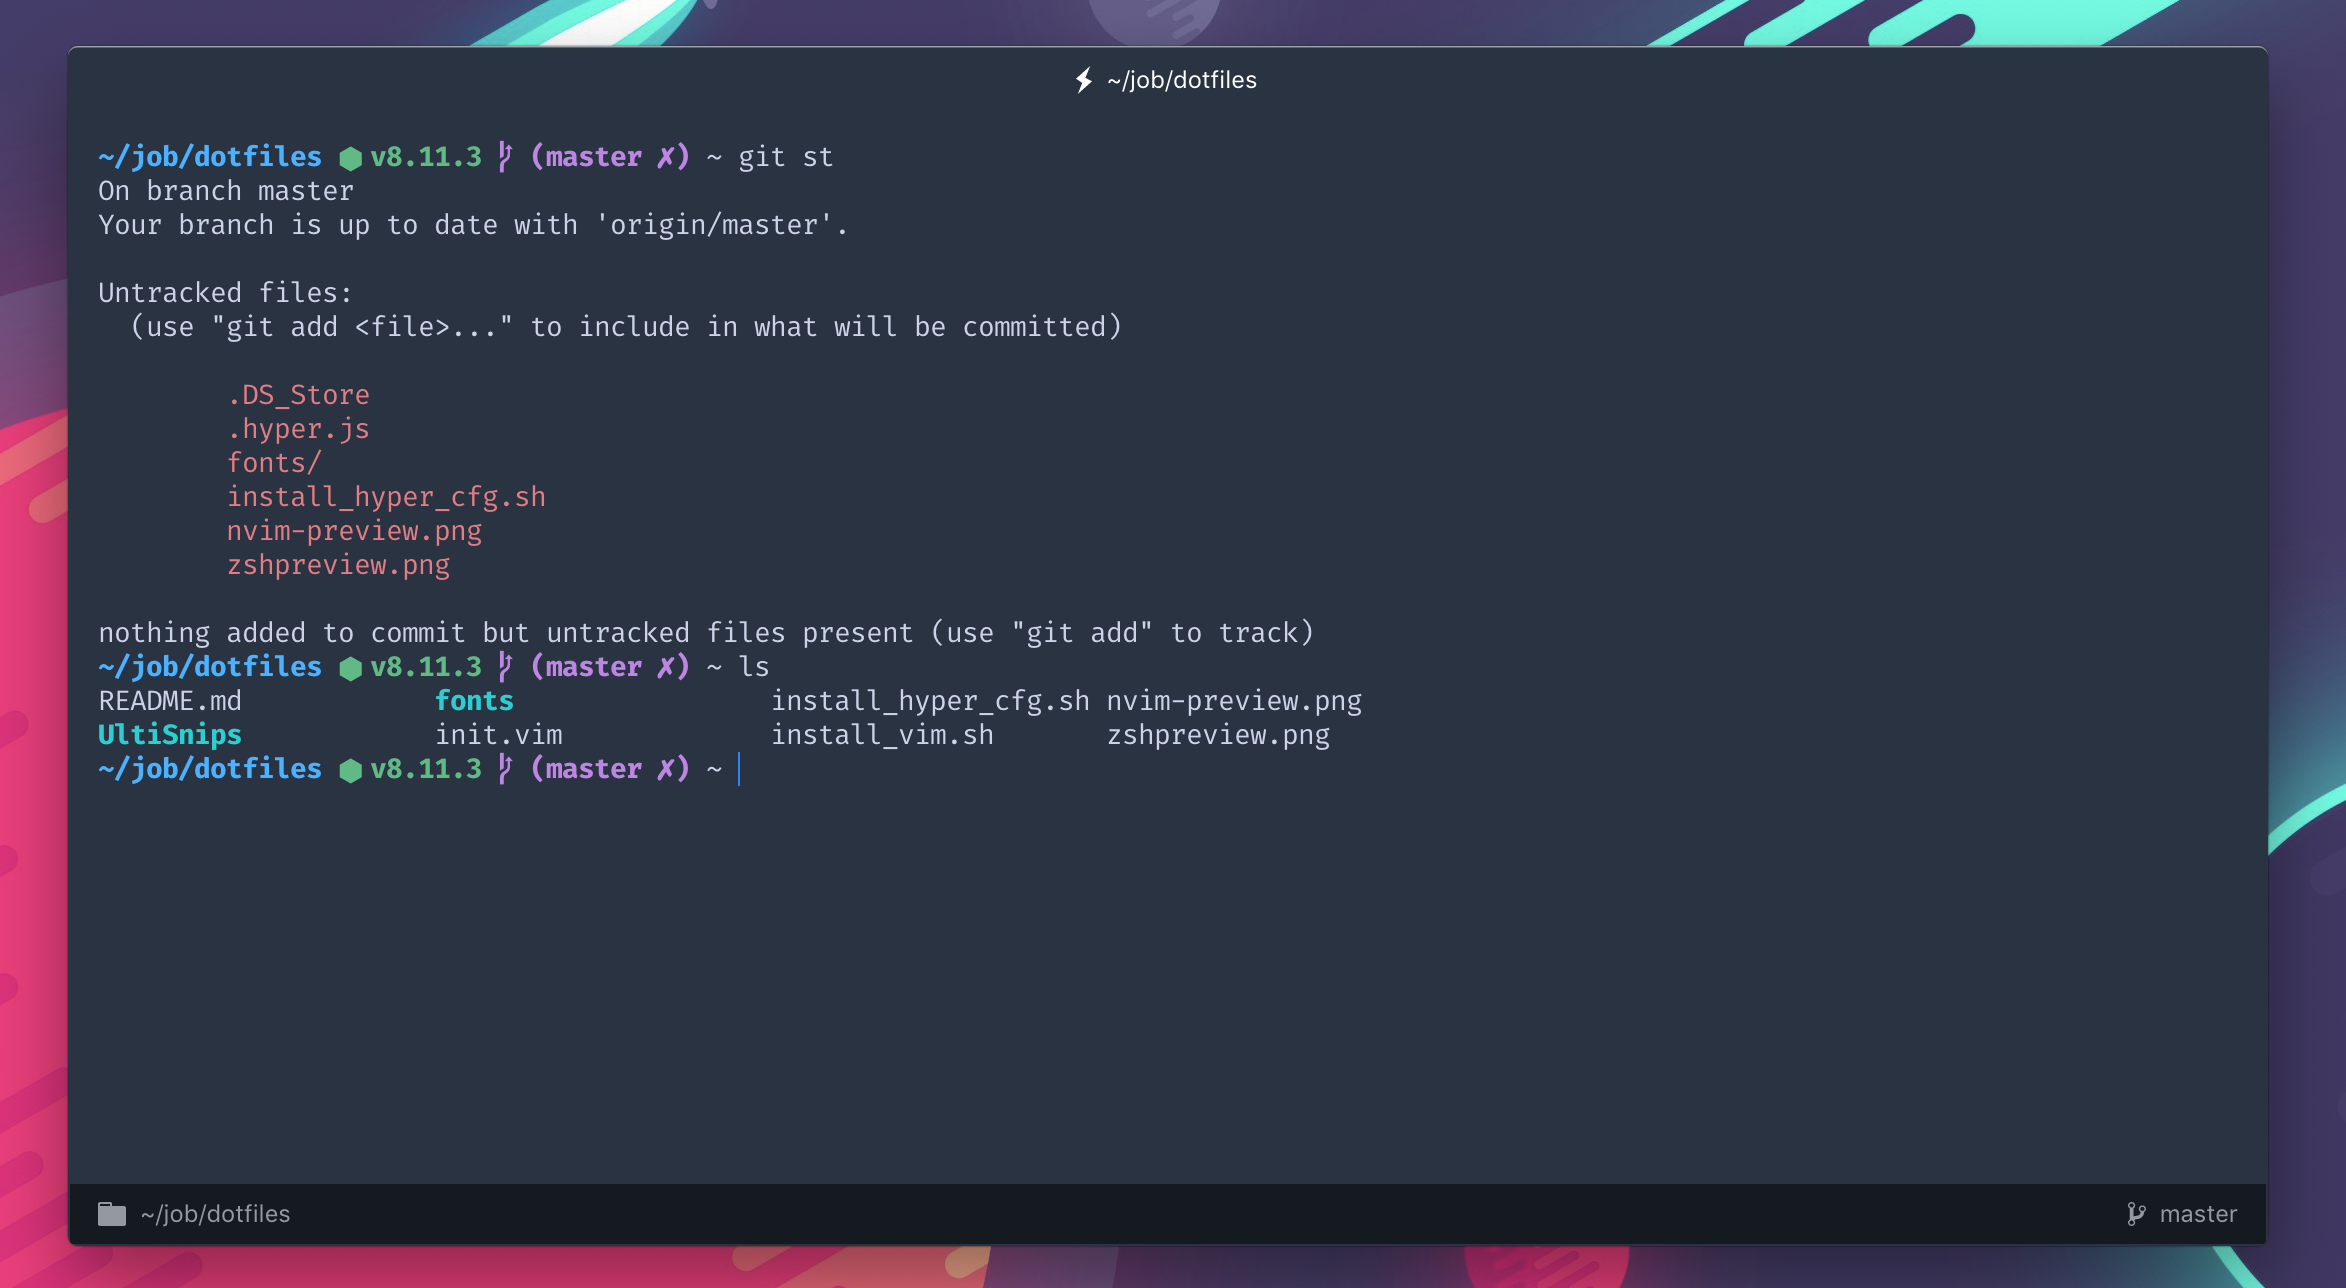 ~/job/dotfiles
~/job/dotfiles ⬢ v8.11.3 (master ✗) ~ git st
On branch master
Your branch is up to date with 'origin/master'.
Untracked files:
(use "git add <file>..." to include in what will be committed)
.DS_Store
.hyper.js
fonts/
install_hyper_cfg.sh
nvim-preview.png
zshpreview.png
nothing added to commit but untracked files present (use "git add" to track)
~/job/dotfiles ⬢ v8.11.3 (master ✗) ~ ls
README.md fonts install_hyper_cfg.sh nvim-preview.png
UltiSnips init.vim install_vim.sh zshpreview.png
~/job/dotfiles ⬢ v8.11.3 (master ✗) ~
~/job/dotfiles master